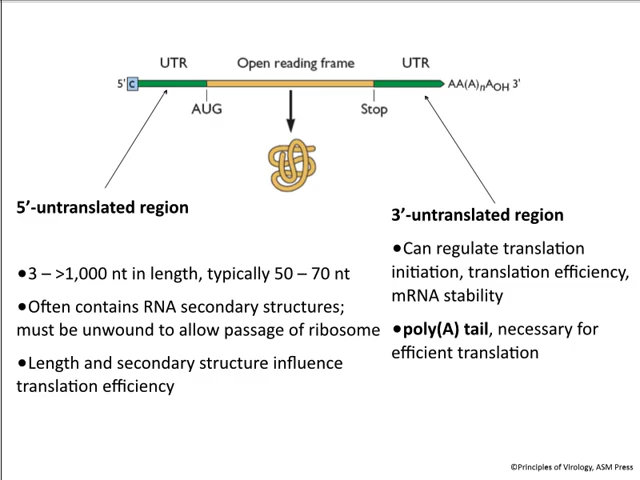 UTR Open reading frame UTR
5' C AA(A)nAOH 3'
AUG Stop
5’-untranslated region
●3 – >1,000 nt in length, typically 50 – 70 nt
●Often contains RNA secondary structures;
must be unwound to allow passage of ribosome
●Length and secondary structure influence
translation efficiency
3’-untranslated region
●Can regulate translation
initiation, translation efficiency,
mRNA stability
●poly(A) tail, necessary for
efficient translation
©Principles of Virology, ASM Press